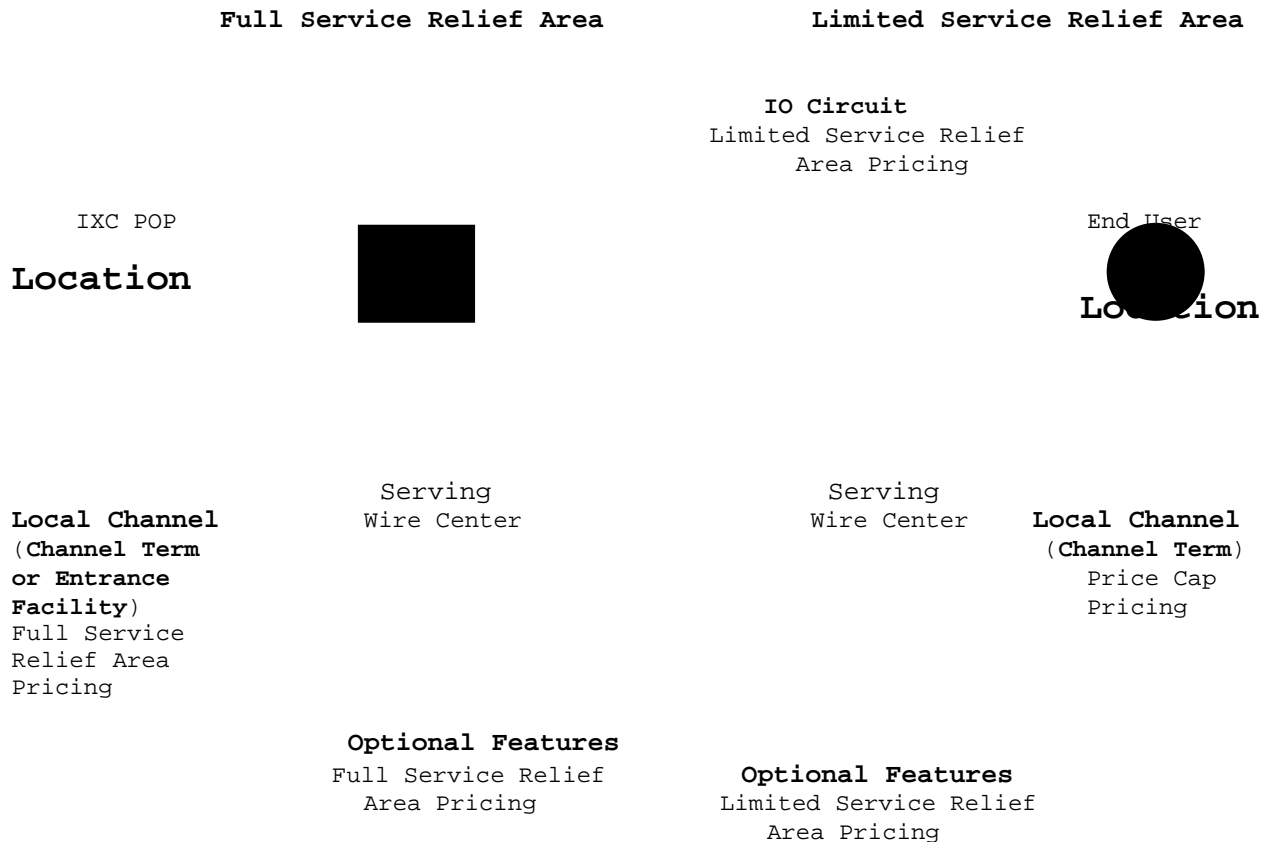 Full Service Relief Area
Limited Service Relief Area
IO Circuit
Limited Service Relief
Area Pricing
IXC POP
Location
End User
Location
Serving
Wire Center
Serving
Wire Center
Local Channel
(Channel Term
or Entrance
Facility)
Full Service
Relief Area
Pricing
Local Channel
(Channel Term)
Price Cap
Pricing
Optional Features
Full Service Relief
Area Pricing
Optional Features
Limited Service Relief
Area Pricing